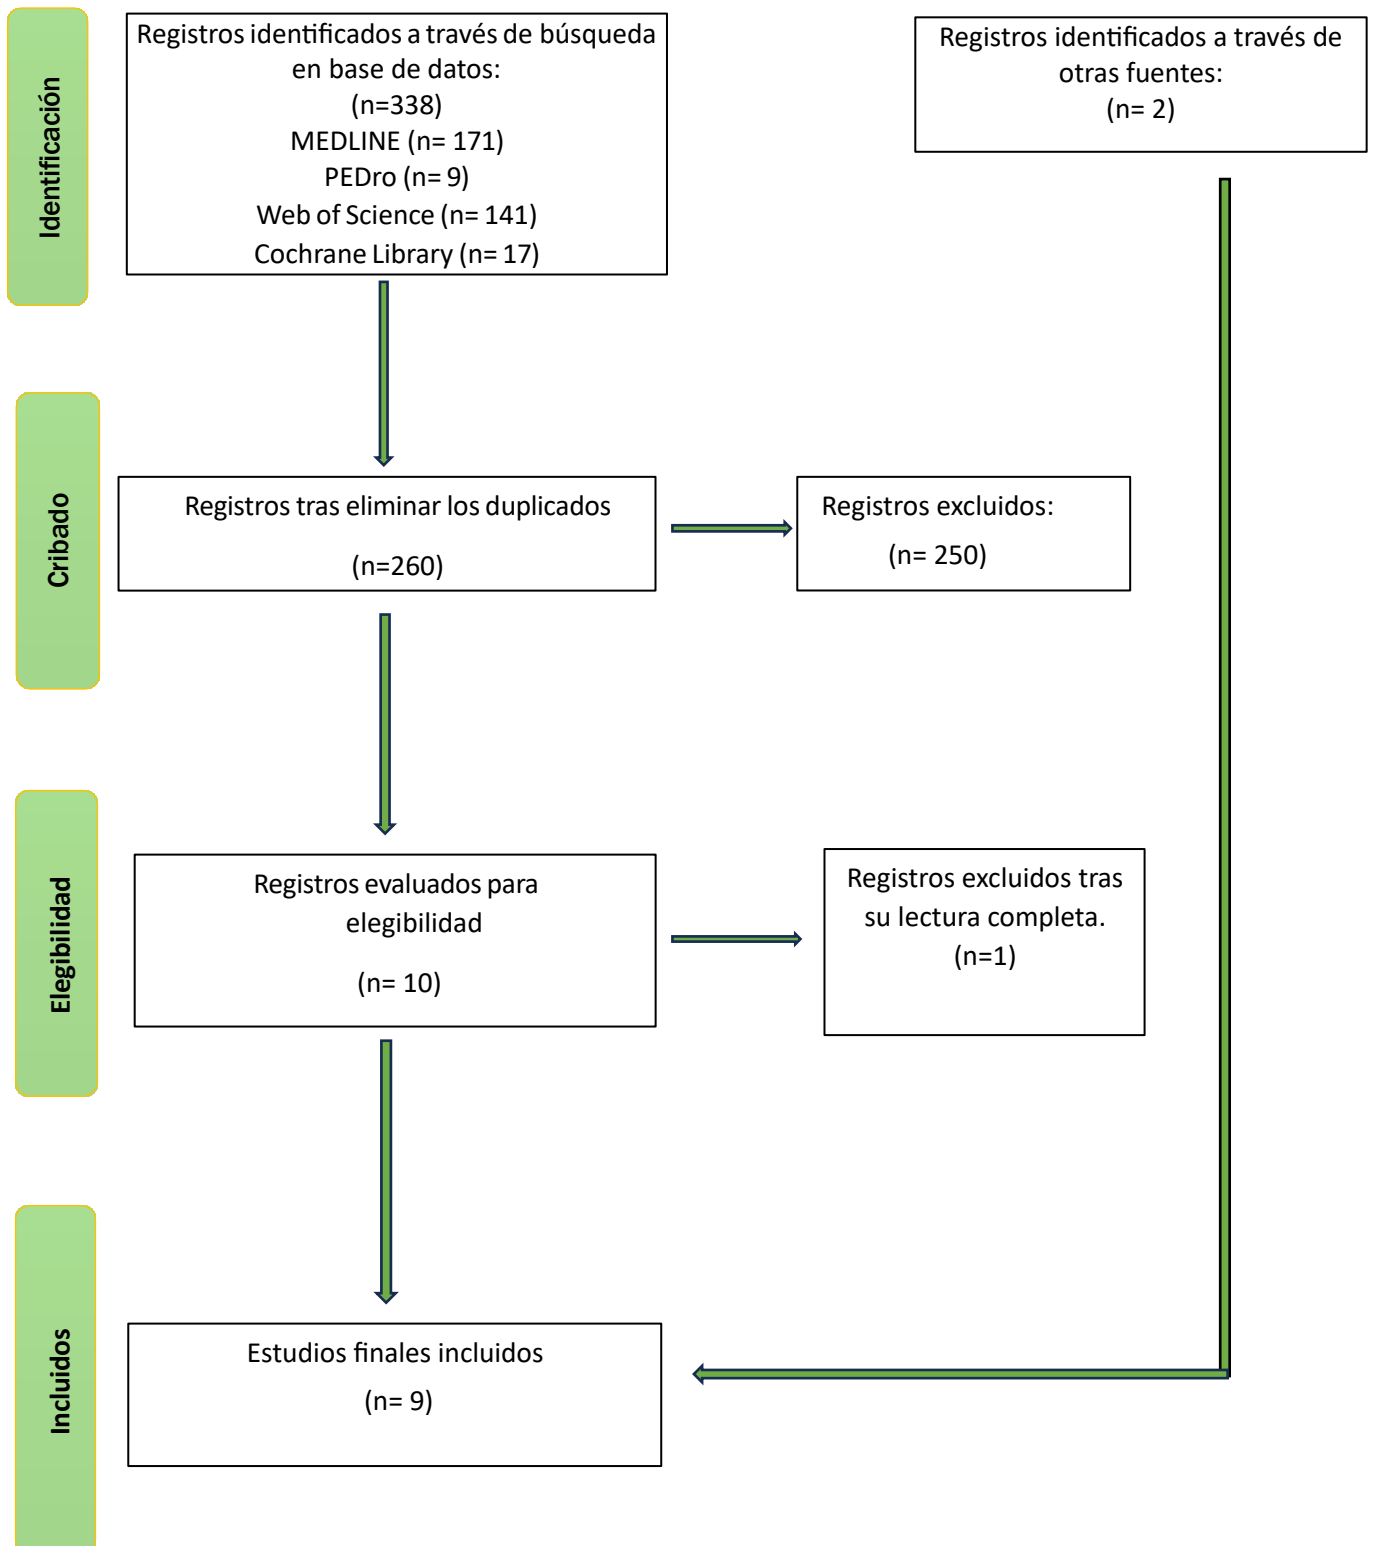 Identificación
Registros identificados a través de búsqueda
en base de datos:
(n=338)
MEDLINE (n= 171)
PEDro (n= 9)
Web of Science (n= 141)
Cochrane Library (n= 17)
Registros identificados a través de
otras fuentes:
(n= 2)
Cribado
Registros tras eliminar los duplicados
(n=260)
Registros excluidos:
(n= 250)
Elegibilidad
Registros evaluados para
elegibilidad
(n= 10)
Registros excluidos tras
su lectura completa.
(n=1)
Incluidos
Estudios finales incluidos
(n= 9)